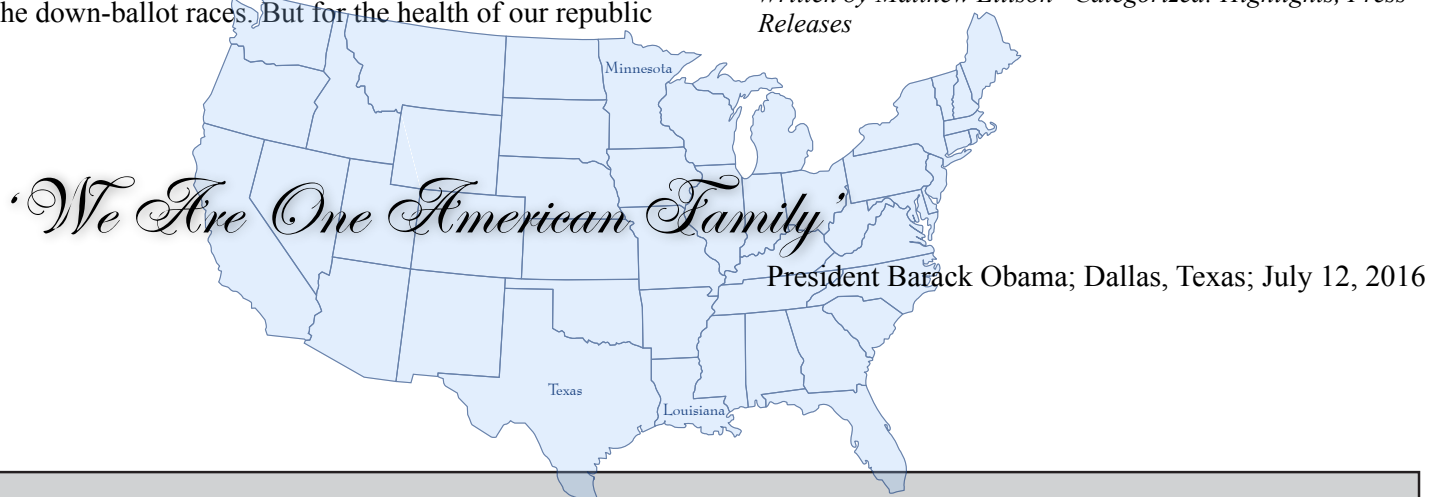 he down-ballot races. But for the health of our republic
Written by Matthew Ellison Categorized: Highlights, Press
Releases
Minnesota
'We Are One American Family'
President Barack Obama; Dallas, Texas; July 12, 2016
Texas
Louisiana